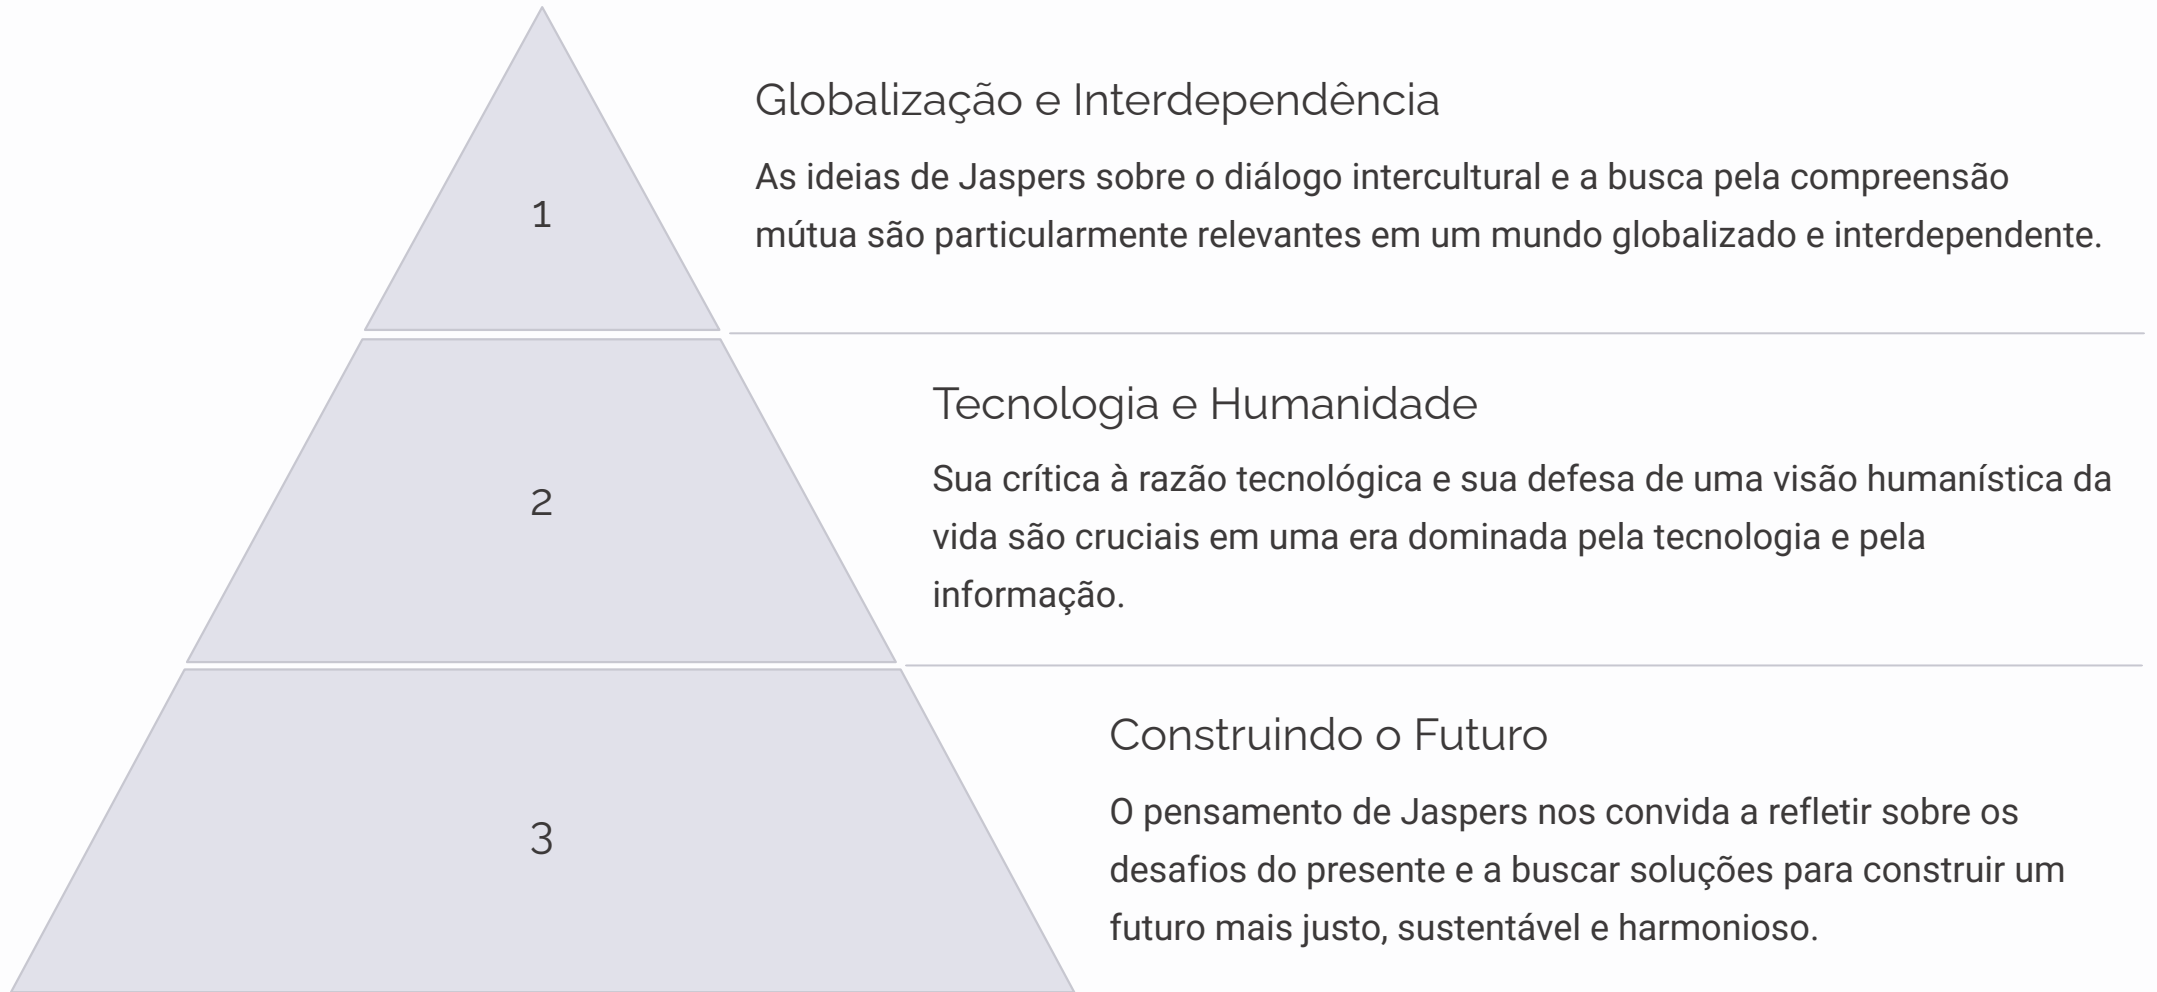 1
Globalização e Interdependência
As ideias de Jaspers sobre o diálogo intercultural e a busca pela compreensão
mútua são particularmente relevantes em um mundo globalizado e interdependente.
2
Tecnologia e Humanidade
Sua crítica à razão tecnológica e sua defesa de uma visão humanística da
vida são cruciais em uma era dominada pela tecnologia e pela
informação.
3
Construindo o Futuro
O pensamento de Jaspers nos convida a refletir sobre os
desafios do presente e a buscar soluções para construir um
futuro mais justo, sustentável e harmonioso.